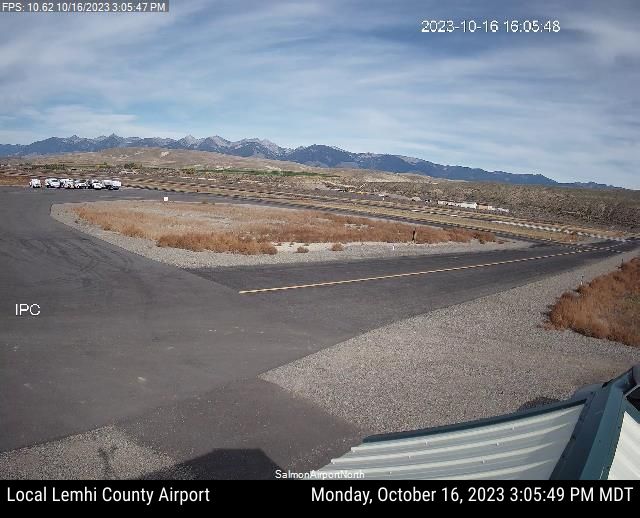 FPS: 10.62 10/16/2023 3:05:47 PM
2023-10-16 16:05:48
IPC
SalmonAirportNorth
Local Lemhi County Airport
Monday, October 16, 2023 3:05:49 PM MDT